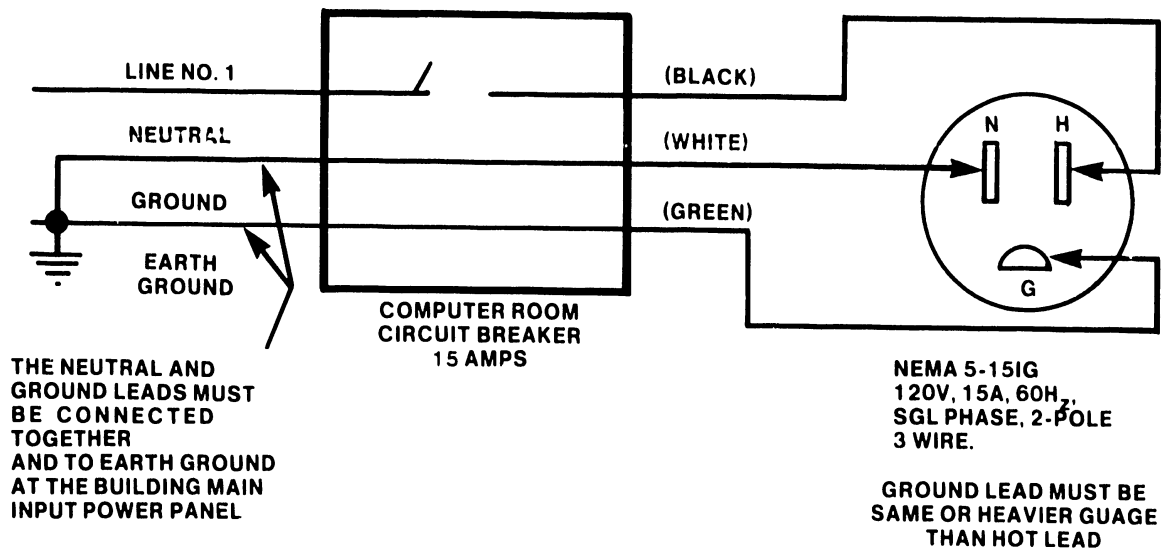 LINE NO. 1
(BLACK)
NEUTRAL
(WHITE)
N H
GROUND
(GREEN)
EARTH
GROUND
G
COMPUTER ROOM
CIRCUIT BREAKER
15 AMPS
THE NEUTRAL AND
GROUND LEADS MUST
BE CONNECTED
TOGETHER
AND TO EARTH GROUND
AT THE BUILDING MAIN
INPUT POWER PANEL
NEMA 5-15IG
120V, 15A, 60HZ,
SGL PHASE, 2-POLE
3 WIRE.
GROUND LEAD MUST BE
SAME OR HEAVIER GUAGE
THAN HOT LEAD